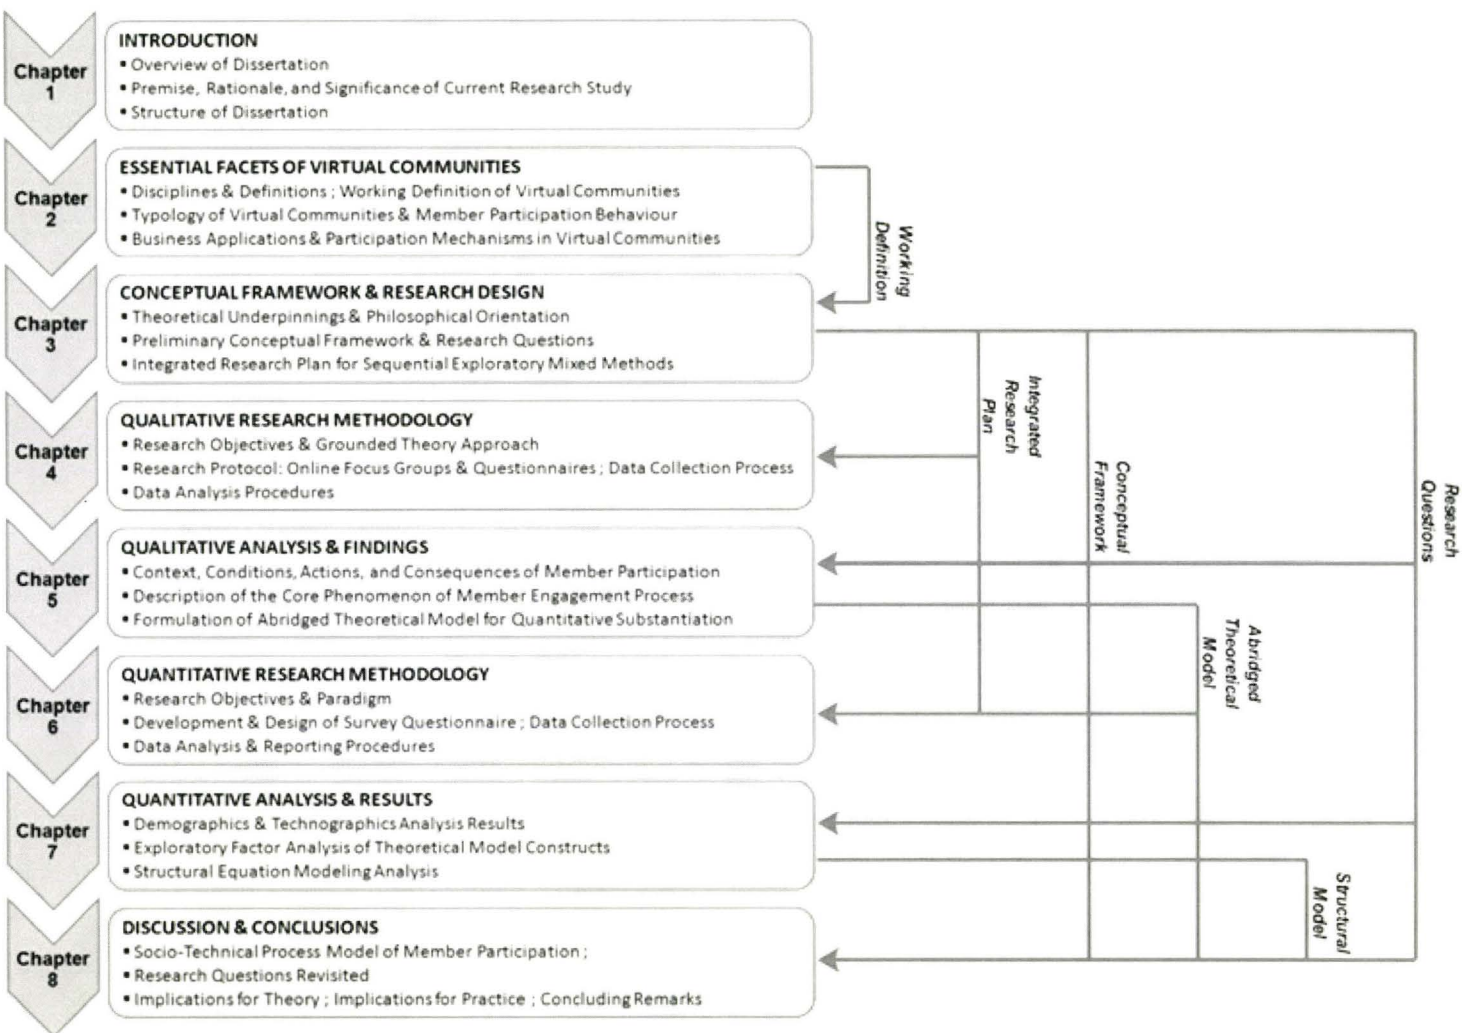 Chapter
1
INTRODUCTION
▪ Overview of Dissertation
▪ Premise, Rationale, and Significance of Current Research Study
▪ Structure of Dissertation
Chapter
2
ESSENTIAL FACETS OF VIRTUAL COMMUNITIES
▪ Disciplines & Definitions ; Working Definition of Virtual Communities
▪ Typology of Virtual Communities & Member Participation Behaviour
▪ Business Applications & Participation Mechanisms in Virtual Communities
Working
Definition
Chapter
3
CONCEPTUAL FRAMEWORK & RESEARCH DESIGN
▪ Theoretical Underpinnings & Philosophical Orientation
▪ Preliminary Conceptual Framework & Research Questions
▪ Integrated Research Plan for Sequential Exploratory Mixed Methods
Integrated
Research
Plan
Conceptual
Framework
Research
Questions
Chapter
4
QUALITATIVE RESEARCH METHODOLOGY
▪ Research Objectives & Grounded Theory Approach
▪ Research Protocol: Online Focus Groups & Questionnaires ; Data Collection Process
▪ Data Analysis Procedures
Chapter
5
QUALITATIVE ANALYSIS & FINDINGS
▪ Context, Conditions, Actions, and Consequences of Member Participation
▪ Description of the Core Phenomenon of Member Engagement Process
▪ Formulation of Abridged Theoretical Model for Quantitative Substantiation
Abridged
Theoretical
Model
Chapter
6
QUANTITATIVE RESEARCH METHODOLOGY
▪ Research Objectives & Paradigm
▪ Development & Design of Survey Questionnaire ; Data Collection Process
▪ Data Analysis & Reporting Procedures
Chapter
7
QUANTITATIVE ANALYSIS & RESULTS
▪ Demographics & Technographics Analysis Results
▪ Exploratory Factor Analysis of Theoretical Model Constructs
▪ Structural Equation Modeling Analysis
Structural
Model
Chapter
8
DISCUSSION & CONCLUSIONS
▪ Socio-Technical Process Model of Member Participation ;
▪ Research Questions Revisited
▪ Implications for Theory ; Implications for Practice ; Concluding Remarks